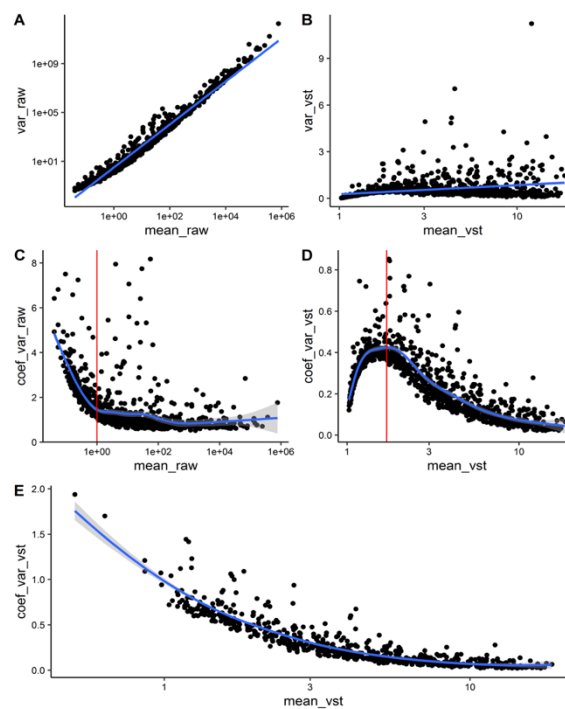 A
B
var_raw
1e+09
1e+05
1e+01
1e+00
1e+02
1e+04
1e+06
mean_raw
var_vst
9
6
3
0
1
3
10
mean_vst
C
D
coef_var_raw
8
6
4
2
0
1e+00
1e+02
1e+04
1e+06
mean_raw
coef_var_vst
0.8
0.6
0.4
0.2
0.0
1
3
10
mean_vst
E
coef_var_vst
2.0
1.5
1.0
0.5
0.0
1
3
10
mean_vst